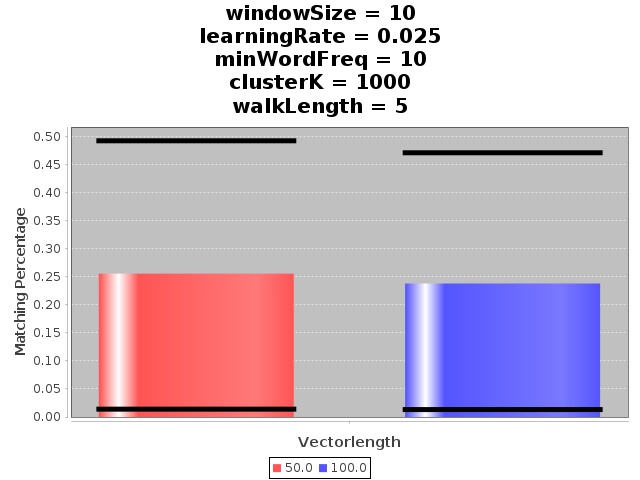 windowSize = 10
learningRate = 0.025
minWordFreq = 10
clusterK = 1000
walkLength = 5
Matching Percentage
0.50
0.45
0.40
0.35
0.30
0.25
0.20
0.15
0.10
0.05
0.00
Vectorlength
50.0 100.0